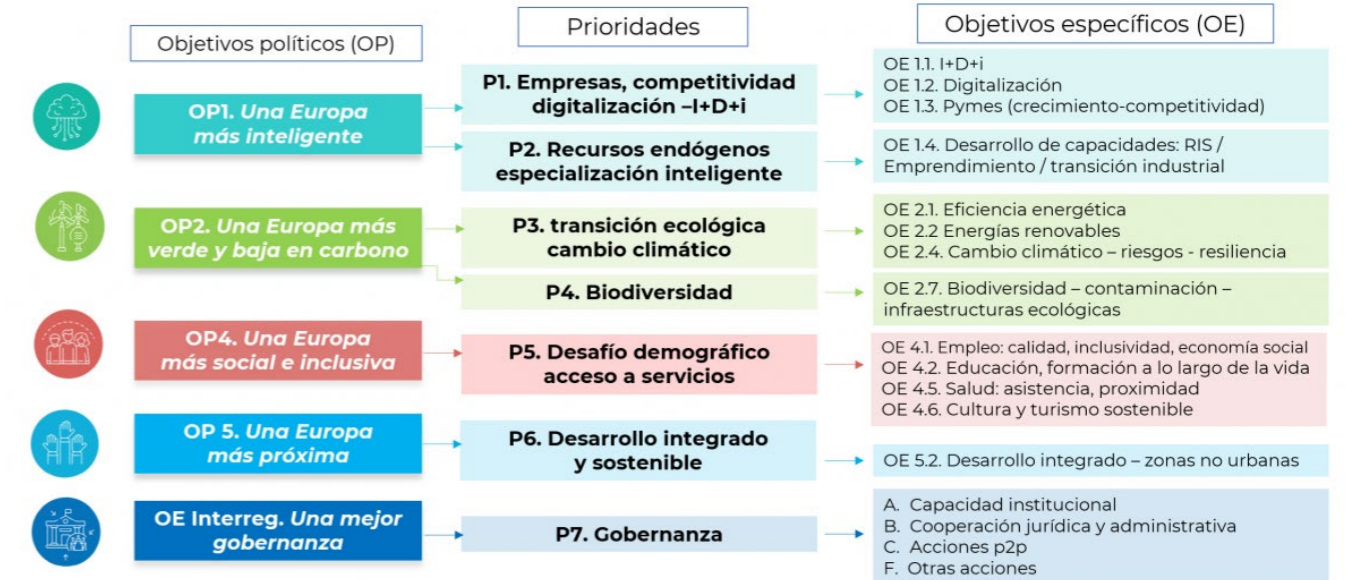 Objetivos políticos (OP)
Prioridades
Objetivos específicos (OE)
OP1. Una Europa
más inteligente
P1. Empresas, competitividad
digitalización –I+D+i
OE 1.1. I+D+i
OE 1.2. Digitalización
OE 1.3. Pymes (crecimiento-competitividad)
P2. Recursos endógenos
especialización inteligente
OE 1.4. Desarrollo de capacidades: RIS /
Emprendimiento / transición industrial
OP2. Una Europa más
verde y baja en carbono
P3. transición ecológica
cambio climático
OE 2.1. Eficiencia energética
OE 2.2 Energías renovables
OE 2.4. Cambio climático – riesgos - resiliencia
P4. Biodiversidad
OE 2.7. Biodiversidad – contaminación –
infraestructuras ecológicas
OP4. Una Europa
más social e inclusiva
P5. Desafío demográfico
acceso a servicios
OE 4.1. Empleo: calidad, inclusividad, economía social
OE 4.2. Educación, formación a lo largo de la vida
OE 4.5. Salud: asistencia, proximidad
OE 4.6. Cultura y turismo sostenible
OP 5. Una Europa
más próxima
P6. Desarrollo integrado
y sostenible
OE 5.2. Desarrollo integrado – zonas no urbanas
OE Interreg. Una mejor
gobernanza
P7. Gobernanza
A. Capacidad institucional
B. Cooperación jurídica y administrativa
C. Acciones p2p
F. Otras acciones